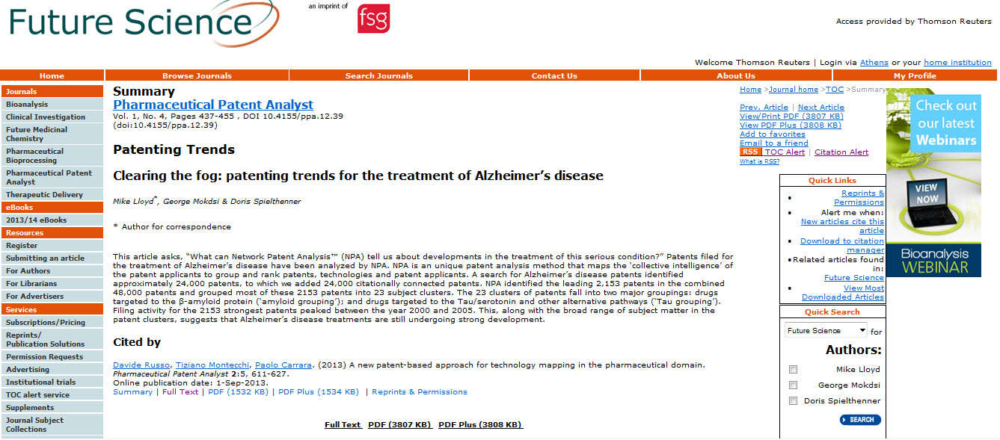 Future Science
an imprint of
fsg
Access provided by Thomson Reuters
Welcome Thomson Reuters | Login via Athens or your home institution
Home
Browse Journals
Search Journals
Contact Us
About Us
My Profile
Journals
Bioanalysis
Clinical Investigation
Future Medicinal
Chemistry
Pharmaceutical
Bioprocessing
Pharmaceutical Patent
Analyst
Therapeutic Delivery
eBooks
2013/14 eBooks
Resources
Register
Submitting an article
For Authors
For Librarians
For Advertisers
Services
Subscriptions/Pricing
Reprints/
Publication Solutions
Permission Requests
Advertising
Institutional trials
TOC alert service
Supplements
Journal Subject
Collections
Summary
Pharmaceutical Patent Analyst
Vol. 1, No. 4, Pages 437-455 , DOI 10.4155/ppa.12.39
(doi:10.4155/ppa.12.39)
Patenting Trends
Clearing the fog: patenting trends for the treatment of Alzheimer’s disease
Mike Lloyd*, George Mokdsi & Doris Spielthenner
* Author for correspondence
This article asks, “What can Network Patent Analysis™ (NPA) tell us about developments in the treatment of this serious condition?” Patents filed for
the treatment of Alzheimer’s disease have been analyzed by NPA. NPA is an unique patent analysis method that maps the ‘collective intelligence’ of
the patent applicants to group and rank patents, technologies and patent applicants. A search for Alzheimer’s disease patents identified
approximately 24,000 patents, to which we added 24,000 citationally connected patents. NPA identified the leading 2,153 patents in the combined
48,000 patents and grouped most of these 2153 patents into 23 subject clusters. The 23 clusters of patents fall into two major groupings: drugs
targeted to the β-amyloid protein (‘amyloid grouping’); and drugs targeted to the Tau/serotonin and other alternative pathways (‘Tau grouping’).
Filing activity for the 2153 strongest patents peaked between the year 2000 and 2005. This, along with the broad range of subject matter in the
patent clusters, suggests that Alzheimer’s disease treatments are still undergoing strong development.
Cited by
Davide Russo, Tiziano Montecchi, Paolo Carrara. (2013) A new patent-based approach for technology mapping in the pharmaceutical domain.
Pharmaceutical Patent Analyst 2:5, 611-627.
Online publication date: 1-Sep-2013.
Summary | Full Text | PDF (1532 KB) | PDF Plus (1534 KB) | Reprints & Permissions
Full Text PDF (3807 KB) PDF Plus (3808 KB)
Home >Journal home >TOC >Summary
Prev. Article | Next Article
View/Print PDF (3807 KB)
View PDF Plus (3808 KB)
Add to favorites
Email to a friend
RSS TOC Alert | Citation Alert
What is RSS?
Quick Links
• Reprints &
Permissions
• Alert me when:
New articles cite this
article
• Download to citation
manager
• Related articles found
in:
Future Science
• View Most
Downloaded Articles
Quick Search
Future Science for
Authors:
Mike Lloyd
George Mokdsi
Doris Spielthenner
SEARCH
Check out
our latest
Webinars
VIEW
NOW
Bioanalysis
WEBINAR